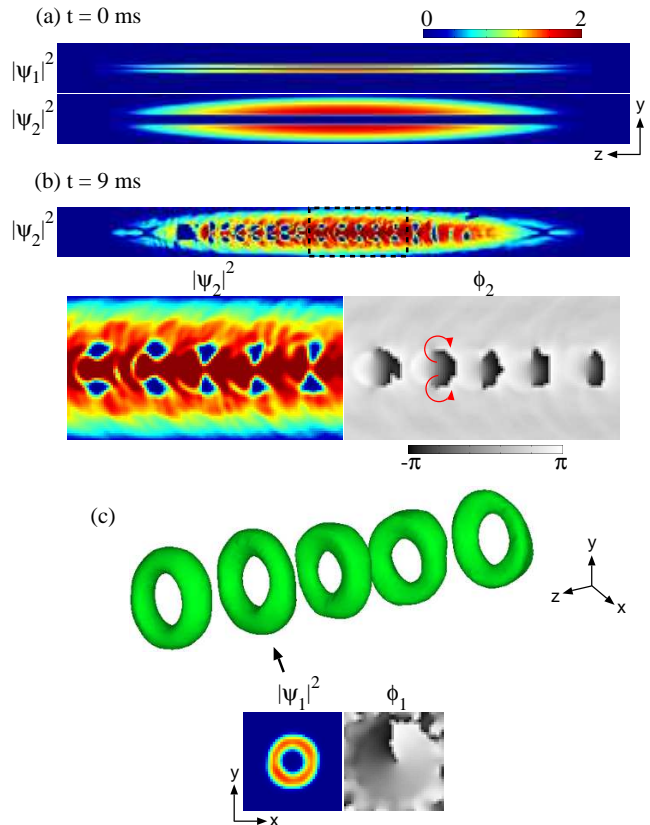 (a) t = 0 ms
0 2
|ψ₁|²
|ψ₂|²
y
z
(b) t = 9 ms
|ψ₂|²
|ψ₂|² ϕ₂
-π π
(c)
y
z
x
|ψ₁|² ϕ₁
y
x